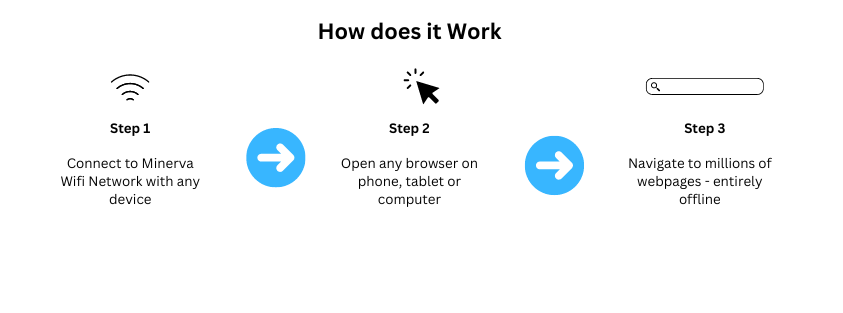 How does it Work
Step 1
Connect to Minerva
Wifi Network with any
device
Step 2
Open any browser on
phone, tablet or
computer
Step 3
Navigate to millions of
webpages - entirely
offline